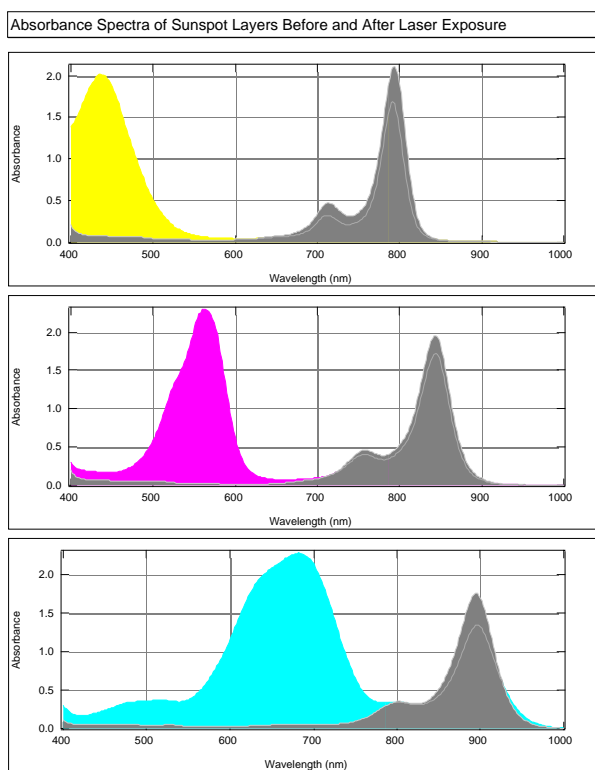 Absorbance Spectra of Sunspot Layers Before and After Laser Exposure
2.0
1.5
1.0
0.5
0.0
Absorbance
400 500 600 700 800 900 1000
Wavelength (nm)
2.0
1.5
1.0
0.5
0.0
Absorbance
400 500 600 700 800 900 1000
Wavelength (nm)
2.0
1.5
1.0
0.5
0.0
Absorbance
400 500 600 700 800 900 1000
Wavelength (nm)